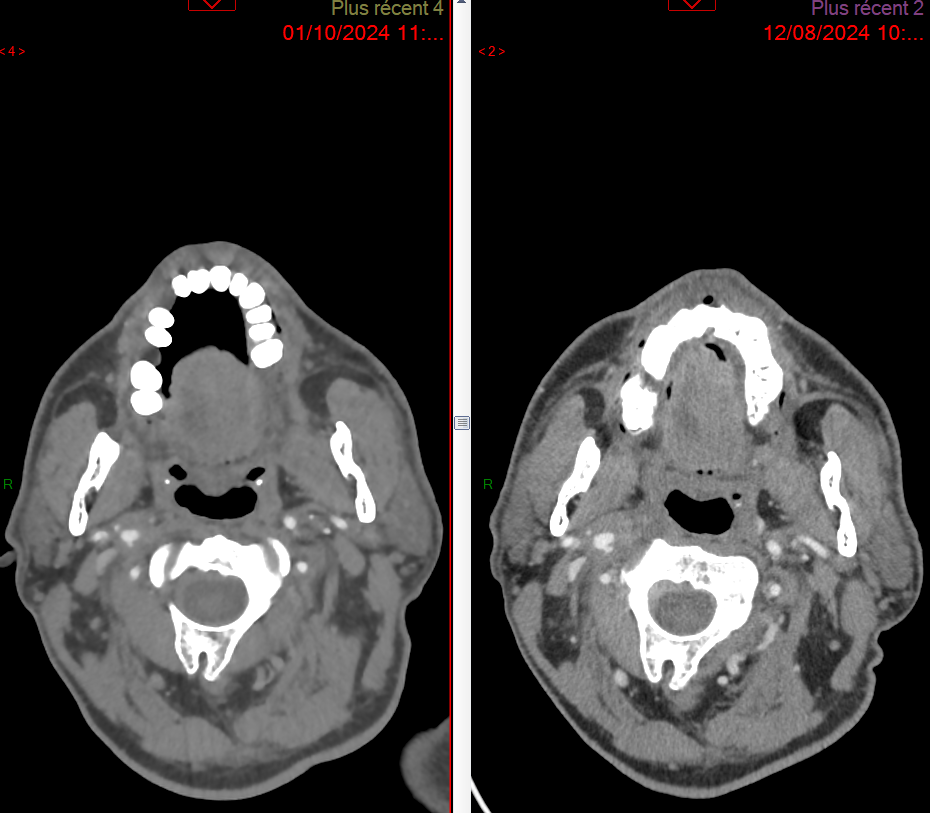 Plus récent 4
01/10/2024 11:...
<4>
R
Plus récent 2
12/08/2024 10:...
<2>
R